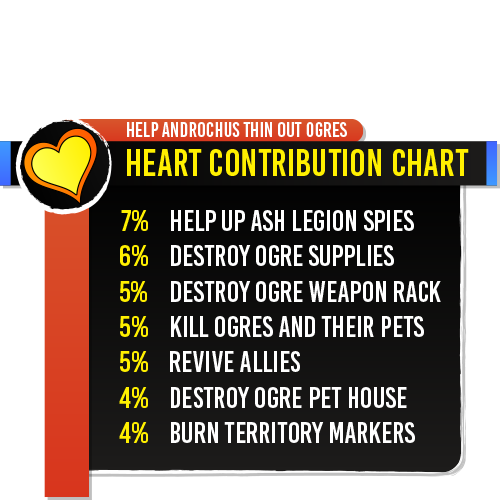 HELP ANDROCHUS THIN OUT OGRES
HEART CONTRIBUTION CHART
7% HELP UP ASH LEGION SPIES
6% DESTROY OGRE SUPPLIES
5% DESTROY OGRE WEAPON RACK
5% KILL OGRES AND THEIR PETS
5% REVIVE ALLIES
4% DESTROY OGRE PET HOUSE
4% BURN TERRITORY MARKERS